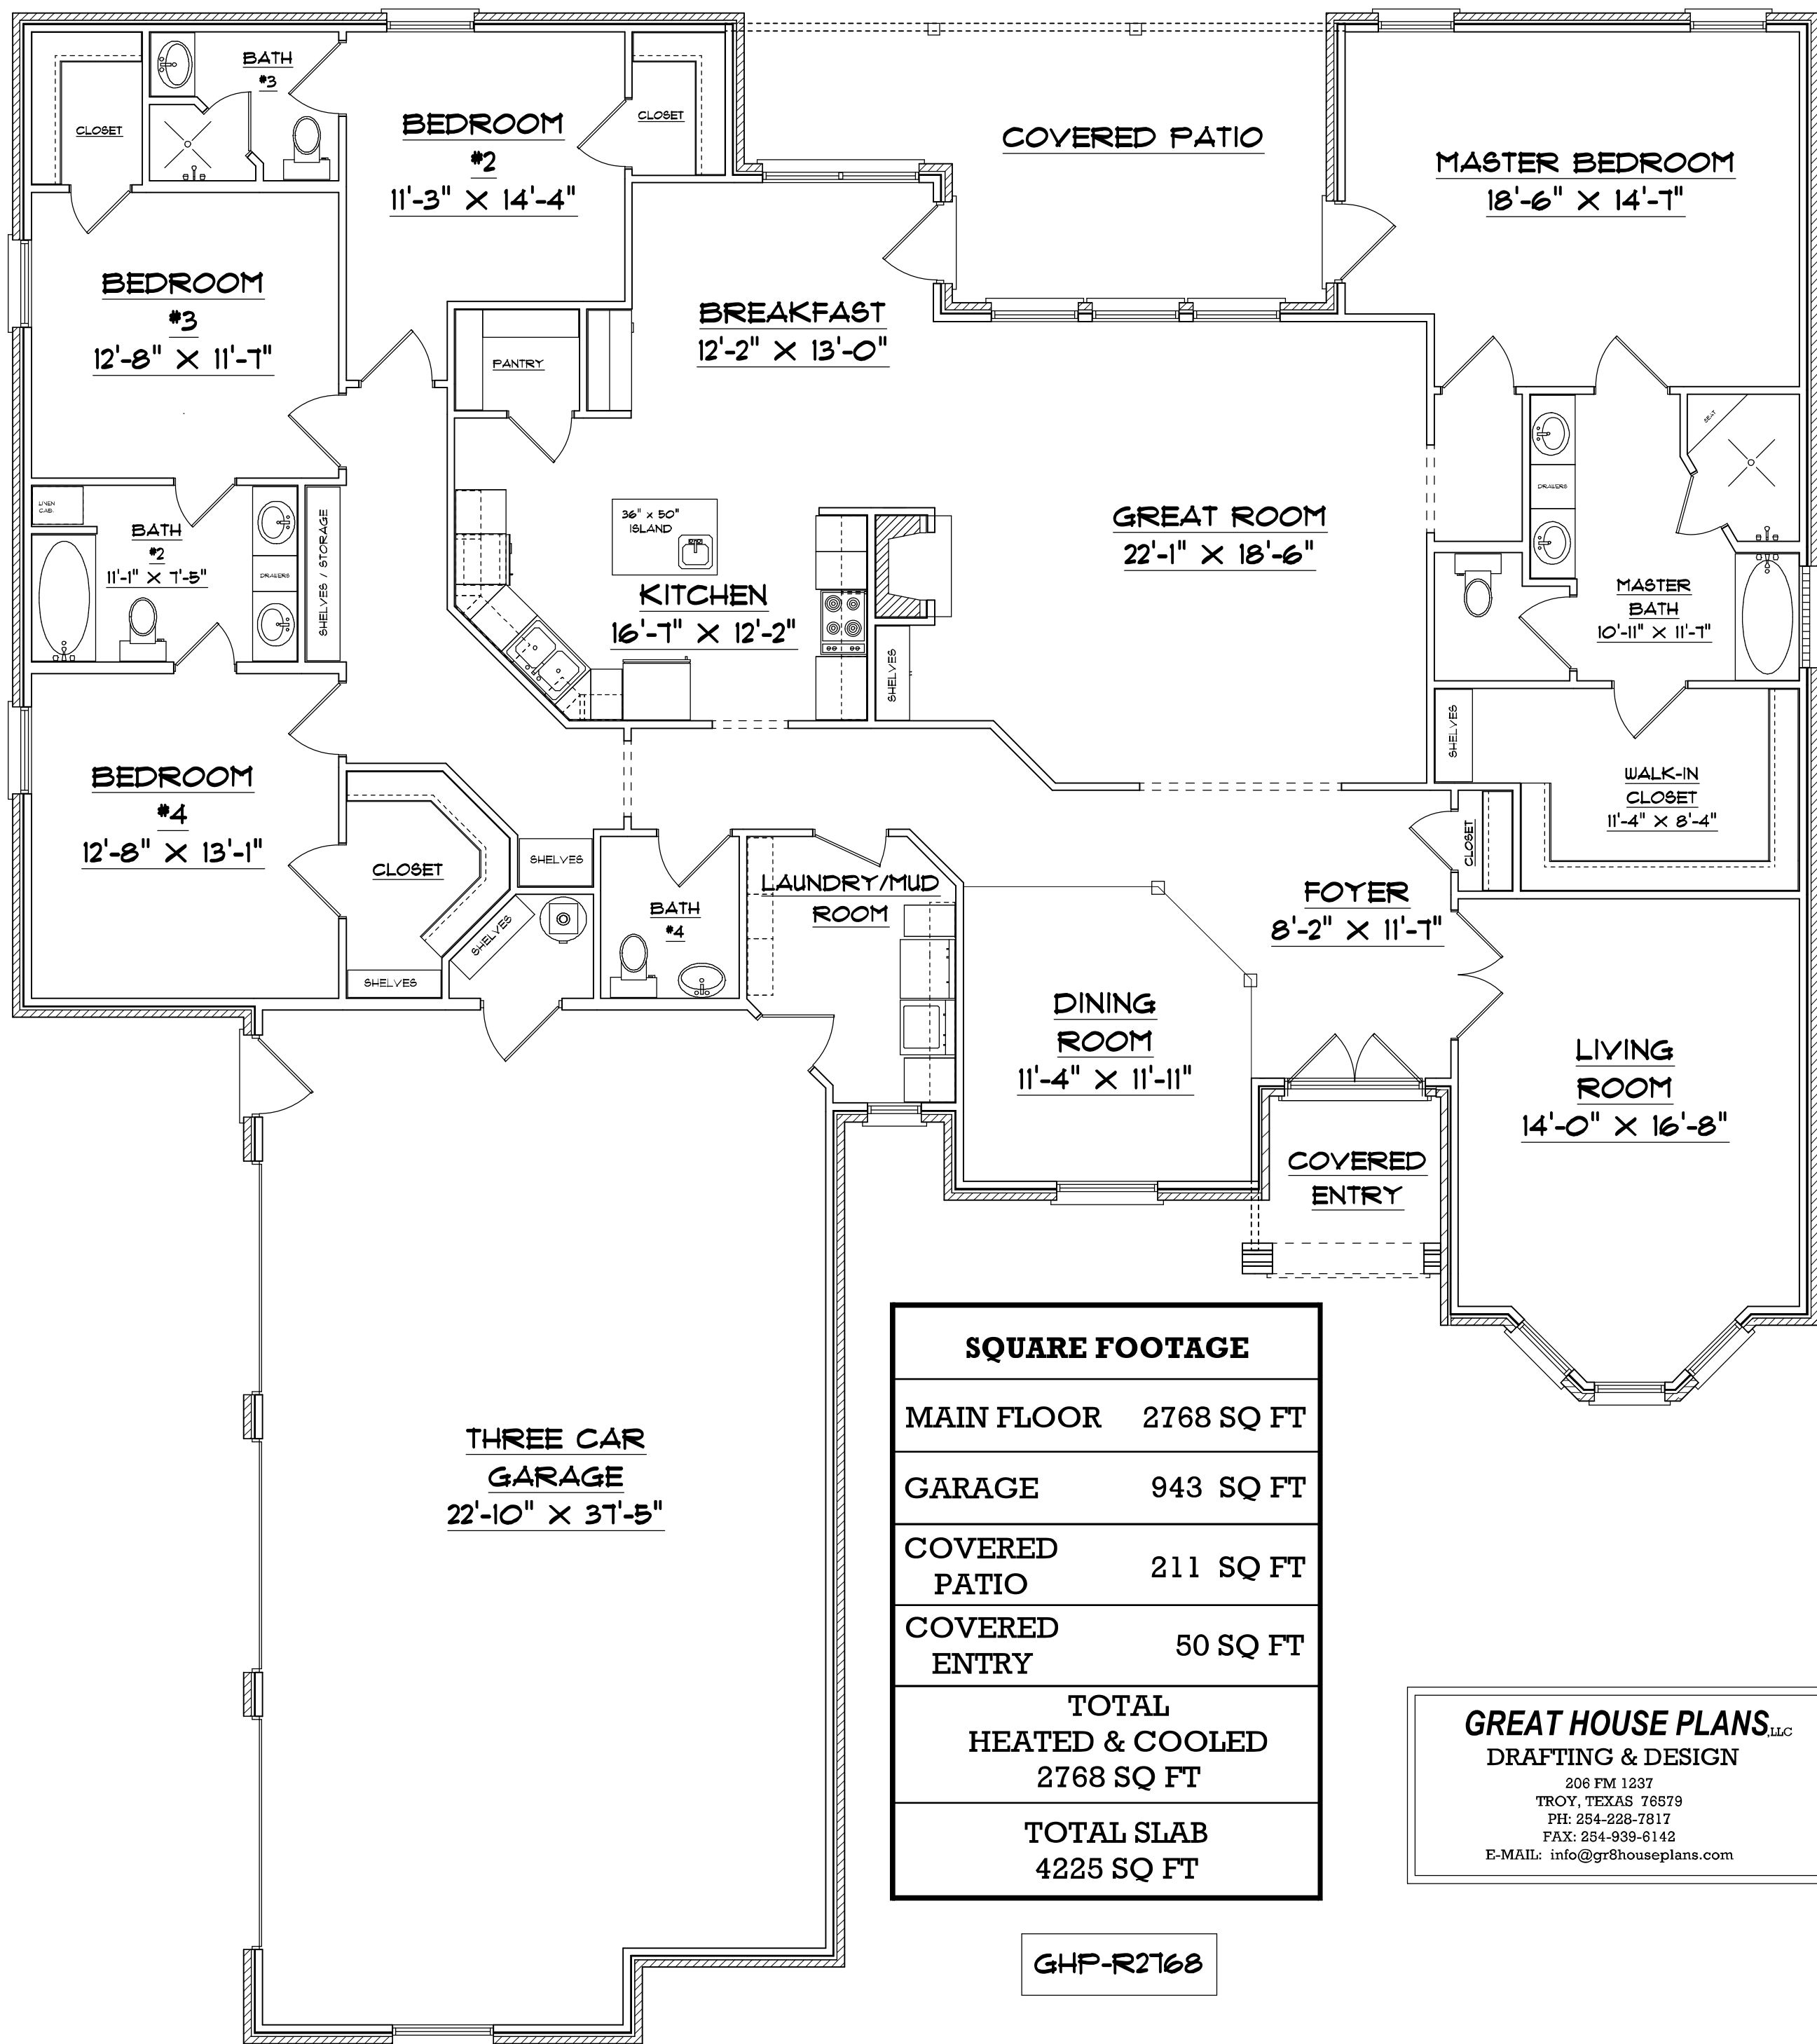 BATH
#3
CLOSET
BEDROOM
#2
11'-3" X 14'-4"
CLOSET
COVERED PATIO
MASTER BEDROOM
18'-6" X 14'-7"
BEDROOM
#3
12'-8" X 11'-7"
PANTRY
BREAKFAST
12'-2" X 13'-0"
SEAT
LINEN
CAB.
BATH
#2
11'-1" X 7'-5"
DRAWERS
SHELVES / STORAGE
36" x 50"
ISLAND
KITCHEN
16'-7" X 12'-2"
SHELVES
GREAT ROOM
22'-1" X 18'-6"
DRAWERS
MASTER
BATH
10'-11" X 11'-7"
SHELVES
WALK-IN
CLOSET
11'-4" X 8'-4"
BEDROOM
#4
12'-8" X 13'-1"
CLOSET
SHELVES
SHELVES
SHELVES
BATH
#4
LAUNDRY/MUD
ROOM
CLOSET
FOYER
8'-2" X 11'-7"
DINING
ROOM
11'-4" X 11'-11"
LIVING
ROOM
14'-0" X 16'-8"
COVERED
ENTRY
THREE CAR
GARAGE
22'-10" X 37'-5"
SQUARE FOOTAGE
MAIN FLOOR 2768 SQ FT
GARAGE 943 SQ FT
COVERED
PATIO 211 SQ FT
COVERED
ENTRY 50 SQ FT
TOTAL
HEATED & COOLED
2768 SQ FT
TOTAL SLAB
4225 SQ FT
GHP-R2768
GREAT HOUSE PLANS,LLC
DRAFTING & DESIGN
206 FM 1237
TROY, TEXAS 76579
PH: 254-228-7817
FAX: 254-939-6142
E-MAIL: info@gr8houseplans.com